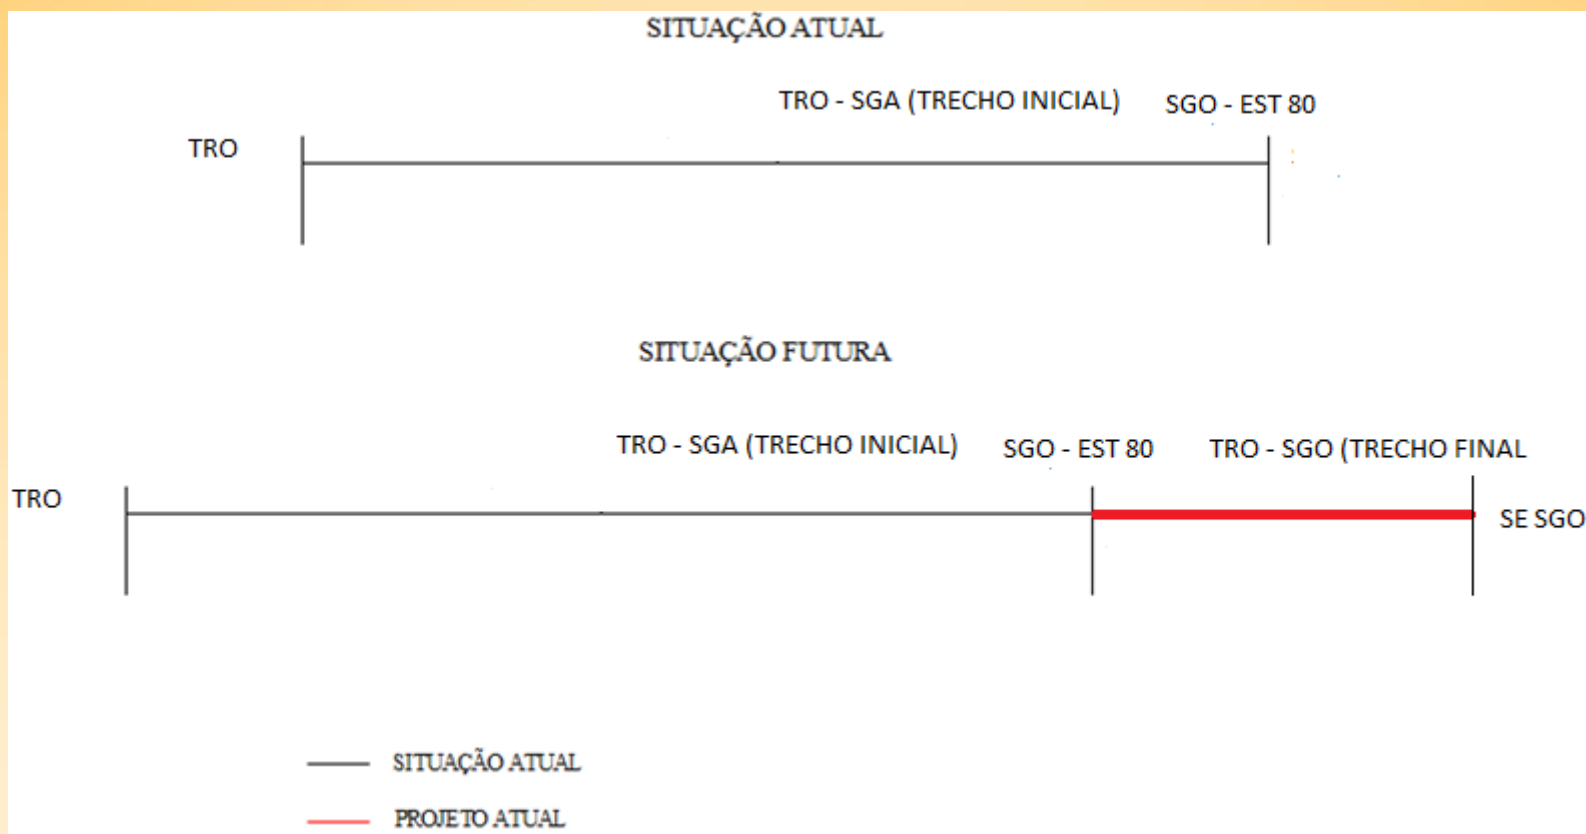 SITUAÇÃO ATUAL
TRO - SGA (TRECHO INICIAL)
SGO - EST 80
TRO
SITUAÇÃO FUTURA
TRO - SGA (TRECHO INICIAL)
SGO - EST 80
TRO - SGO (TRECHO FINAL
TRO
SE SGO
SITUAÇÃO ATUAL
PROJETO ATUAL